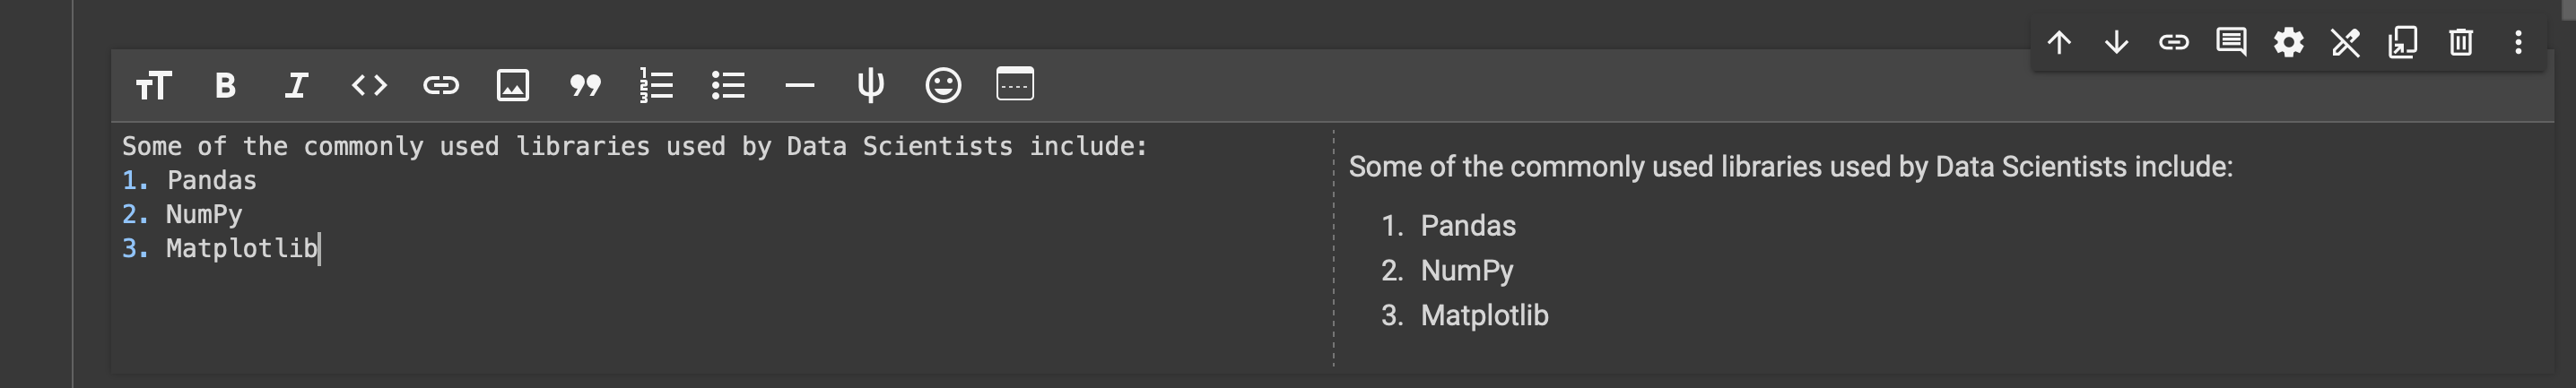 Some of the commonly used libraries used by Data Scientists include:
1. Pandas
2. NumPy
3. Matplotlib
Some of the commonly used libraries used by Data Scientists include:
1. Pandas
2. NumPy
3. Matplotlib